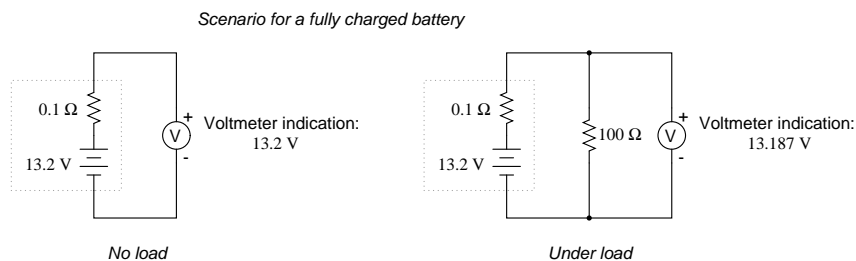 Scenario for a fully charged battery
0.1 Ω
13.2 V
V
+
-
Voltmeter indication:
13.2 V
No load
0.1 Ω
13.2 V
100 Ω
V
+
-
Voltmeter indication:
13.187 V
Under load